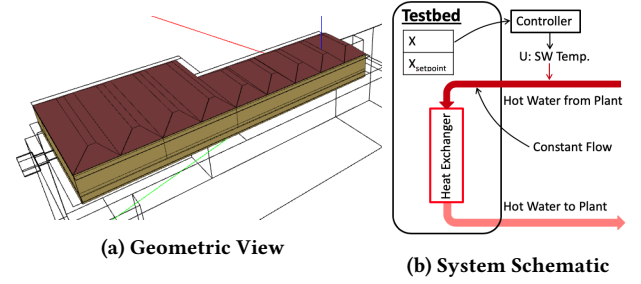 Testbed
X
Xsetpoint
Controller
U: SW Temp.
Hot Water from Plant
Heat Exchanger
Constant Flow
Hot Water to Plant
(a) Geometric View
(b) System Schematic